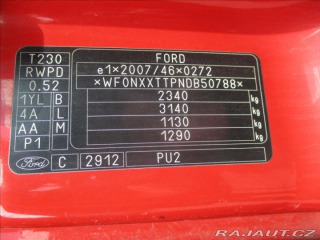 T230 FORD
RWPD e1×2007/46×0272
0.52 ×WF0NXXTTPNDB50788×
1YL B 2340 kg
4A L 3140 kg
AA M 1130 kg
P1 1290 kg
Ford C 2912 PU2
RAJAUT.CZ